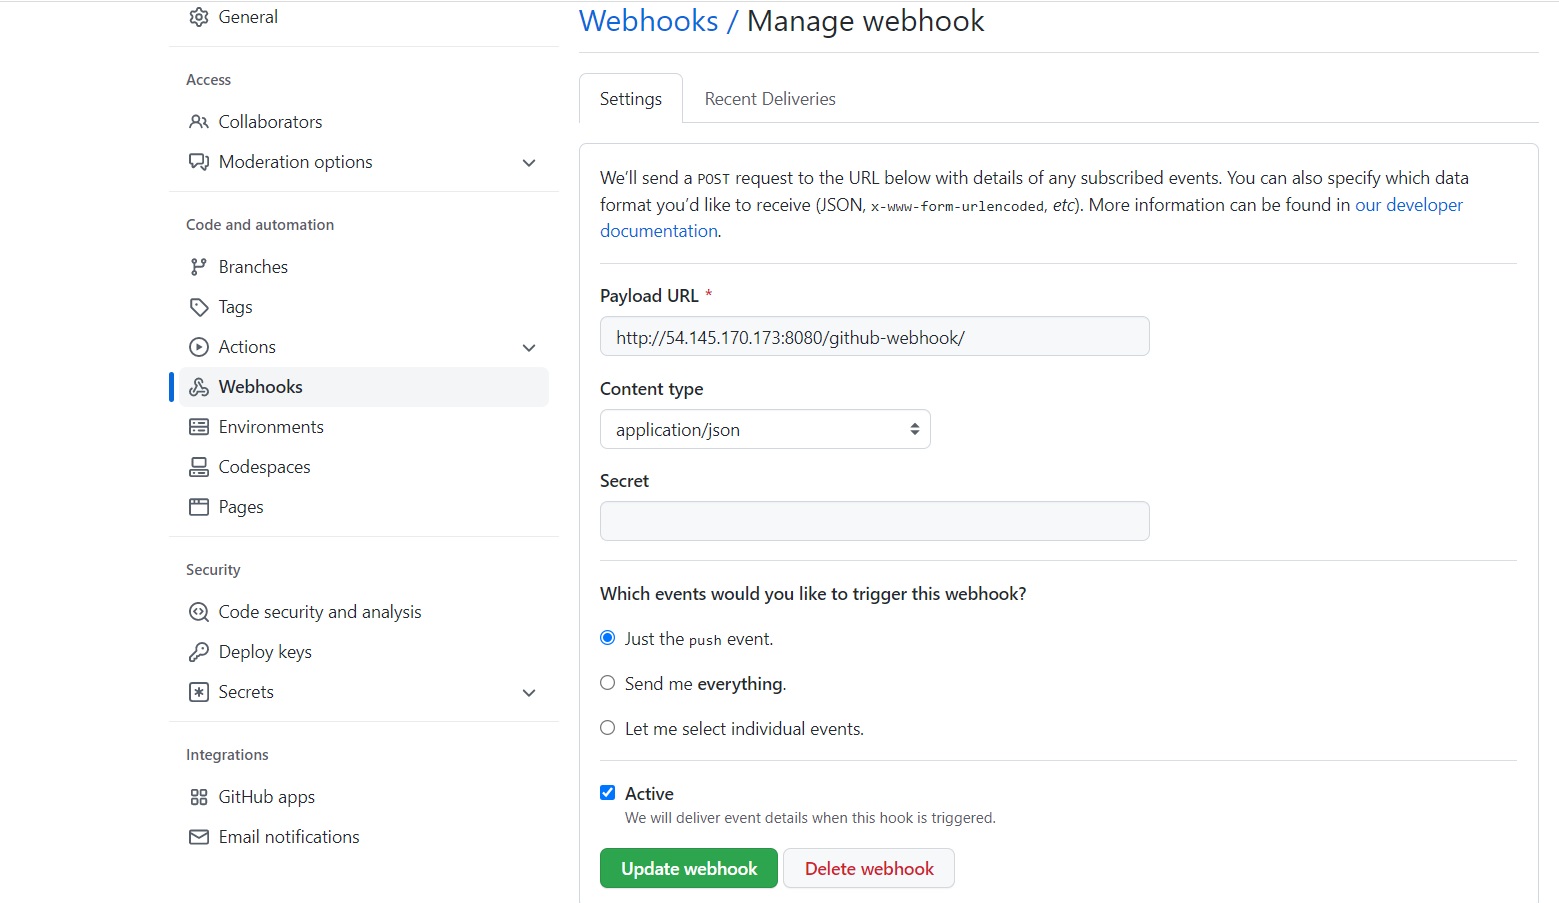 General
Access
Collaborators
Moderation options
Code and automation
Branches
Tags
Actions
Webhooks
Environments
Codespaces
Pages
Security
Code security and analysis
Deploy keys
Secrets
Integrations
GitHub apps
Email notifications
Webhooks / Manage webhook
Settings Recent Deliveries
We'll send a POST request to the URL below with details of any subscribed events. You can also specify which data
format you'd like to receive (JSON, x-www-form-urlencoded, etc). More information can be found in our developer
documentation.
Payload URL *
http://54.145.170.173:8080/github-webhook/
Content type
application/json
Secret
Which events would you like to trigger this webhook?
Just the push event.
Send me everything.
Let me select individual events.
Active
We will deliver event details when this hook is triggered.
Update webhook Delete webhook